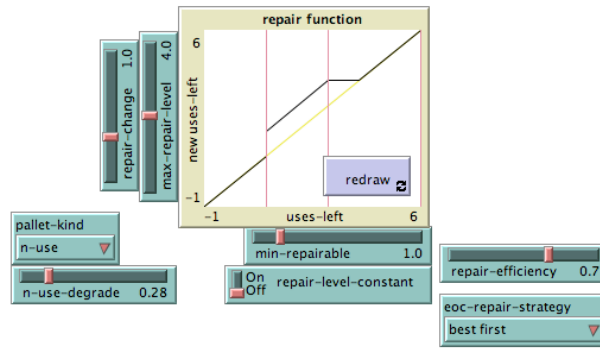 repair function
6
new uses-left
-1
-1
uses-left
6
redraw
repair-change
1.0
max-repair-level
4.0
pallet-kind
n-use
n-use-degrade
0.28
min-repairable
1.0
On
Off
repair-level-constant
repair-efficiency
0.7
eoc-repair-strategy
best first